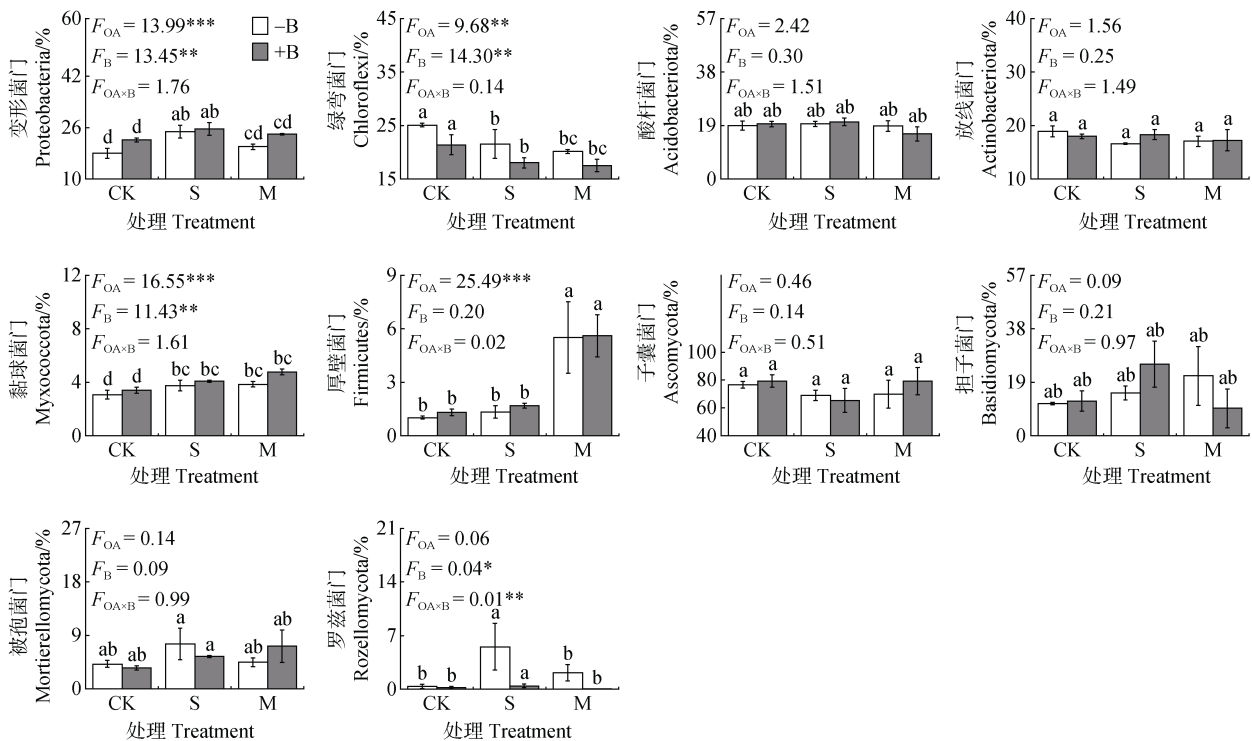 变形菌门
Proteobacteria/%
60
42
26
10
F_OA = 13.99***
F_B = 13.45**
F_OA×B = 1.76
−B
+B
d d ab ab cd cd
CK S M
处理 Treatment
绿弯菌门
Chloroflexi/%
45
35
25
15
F_OA = 9.68**
F_B = 14.30**
F_OA×B = 0.14
a a b b bc bc
CK S M
处理 Treatment
酸杆菌门
Acidobacteriota/%
57
38
19
0
F_OA = 2.42
F_B = 0.30
F_OA×B = 1.51
ab ab ab ab ab ab
CK S M
处理 Treatment
放线菌门
Actinobacteriota/%
40
30
20
10
F_OA = 1.56
F_B = 0.25
F_OA×B = 1.49
a a a a a a
CK S M
处理 Treatment
黏球菌门
Myxococcota/%
12
8
4
0
F_OA = 16.55***
F_B = 11.43**
F_OA×B = 1.61
d d bc bc bc bc
CK S M
处理 Treatment
厚壁菌门
Firmicutes/%
9
6
3
0
F_OA = 25.49***
F_B = 0.20
F_OA×B = 0.02
b b b b a a
CK S M
处理 Treatment
子囊菌门
Ascomycota/%
100
80
60
40
F_OA = 0.46
F_B = 0.14
F_OA×B = 0.51
a a a a a a
CK S M
处理 Treatment
担子菌门
Basidiomycota/%
57
38
19
0
F_OA = 0.09
F_B = 0.21
F_OA×B = 0.97
ab ab ab ab ab ab
CK S M
处理 Treatment
被孢菌门
Mortierellomycota/%
27
18
9
0
F_OA = 0.14
F_B = 0.09
F_OA×B = 0.99
ab ab a a ab ab
CK S M
处理 Treatment
罗兹菌门
Rozellomycota/%
21
14
7
0
F_OA = 0.06
F_B = 0.04*
F_OA×B = 0.01**
b b a a b b
CK S M
处理 Treatment